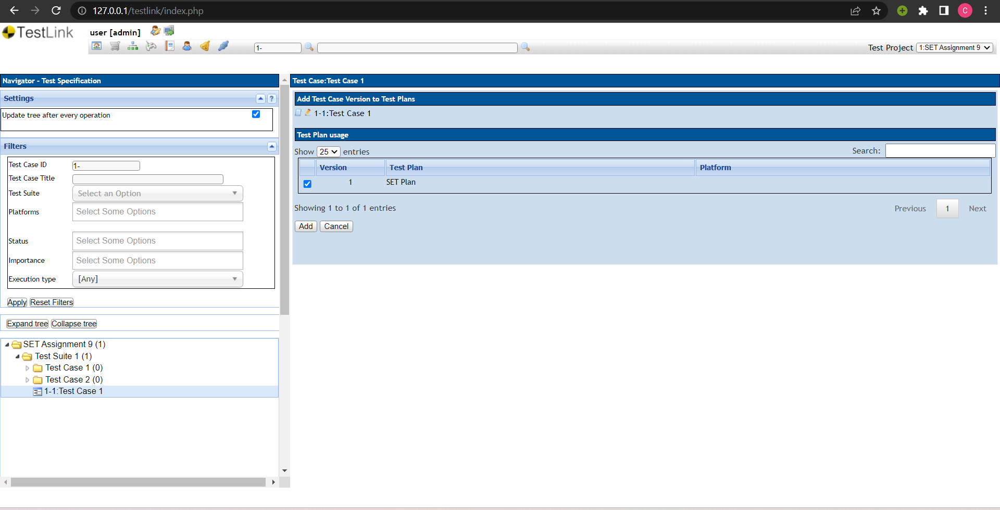 127.0.0.1/testlink/index.php
C
TestLink
user [admin]
1-
Test Project 1:SET Assignment 9
Navigator - Test Specification
Settings
?
Update tree after every operation
Filters
Test Case ID 1-
Test Case Title
Test Suite Select an Option
Platforms Select Some Options
Status Select Some Options
Importance Select Some Options
Execution type [Any]
Apply Reset Filters
Expand tree Collapse tree
SET Assignment 9 (1)
Test Suite 1 (1)
Test Case 1 (0)
Test Case 2 (0)
1-1:Test Case 1
Test Case:Test Case 1
Add Test Case Version to Test Plans
1-1:Test Case 1
Test Plan usage
Show 25 entries Search:
Version Test Plan Platform
1 SET Plan
Showing 1 to 1 of 1 entries Previous 1 Next
Add Cancel